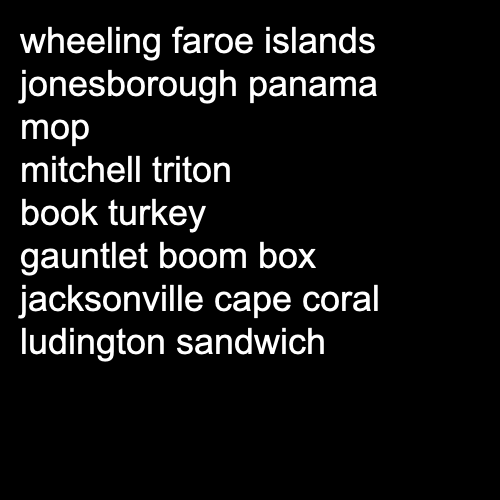 wheeling faroe islands
jonesborough panama
mop
mitchell triton
book turkey
gauntlet boom box
jacksonville cape coral
ludington sandwich